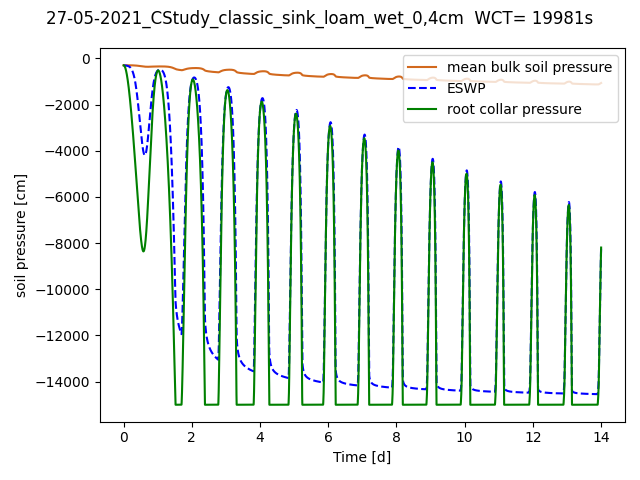 27-05-2021_CStudy_classic_sink_loam_wet_0,4cm  WCT= 19981s
mean bulk soil pressure
ESWP
root collar pressure
soil pressure [cm]
0
−2000
−4000
−6000
−8000
−10000
−12000
−14000
0 2 4 6 8 10 12 14
Time [d]